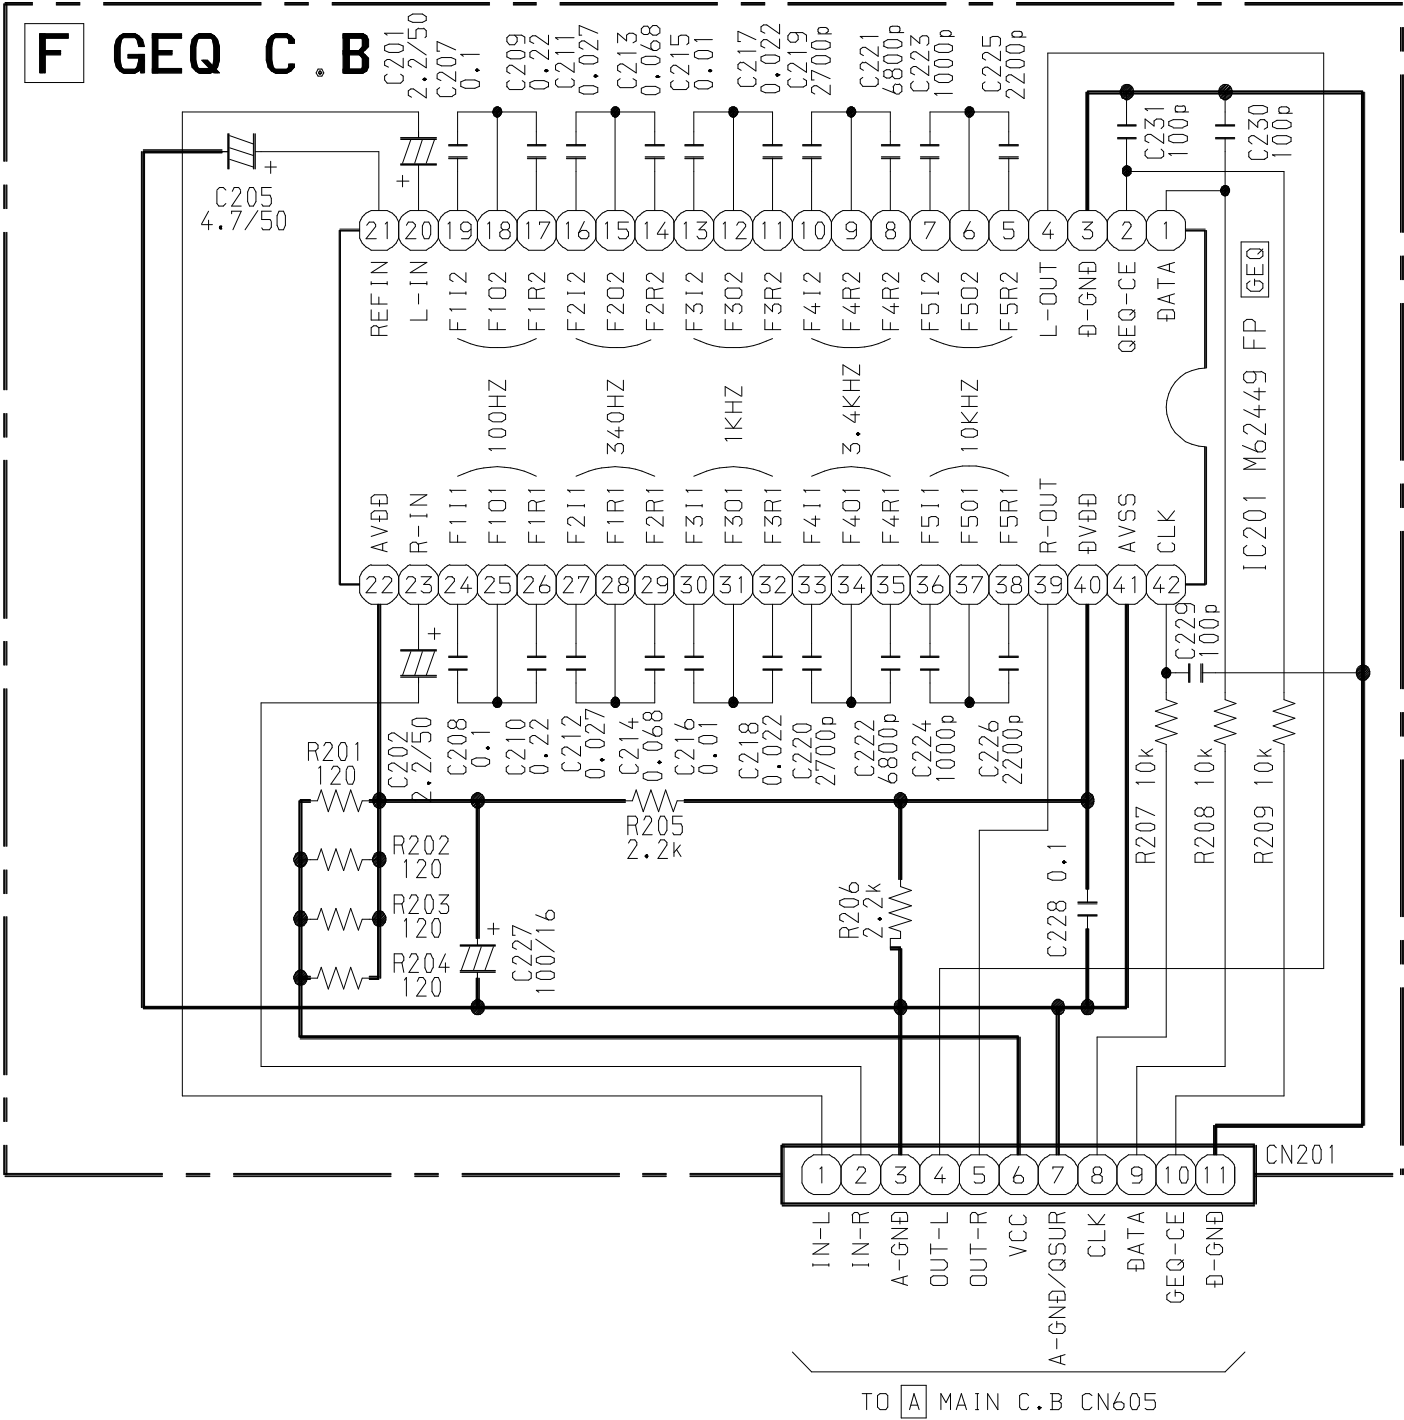 F GEQ C.B
C201
2.2/50
C207
0.1
C209
0.22
C211
0.027
C213
0.068
C215
0.01
C217
0.022
C219
2700p
C221
6800p
C223
1000p
C225
2200p
C231
100p
C230
100p
+
+
C205
4.7/50
21 20 19 18 17 16 15 14 13 12 11 10 9 8 7 6 5 4 3 2 1
REFIN
L-IN
F1I2
F1O2
F1R2
F2I2
F2O2
F2R2
F3I2
F3O2
F3R2
F4I2
F4R2
F4R2
F5I2
F5O2
F5R2
L-OUT
Đ-GNĐ
QEQ-CE
ĐATA
GEQ
IC201 M62449 FP
100HZ
340HZ
1KHZ
3.4KHZ
10KHZ
AVĐĐ
R-IN
F1I1
F1O1
F1R1
F2I1
F1R1
F2R1
F3I1
F3O1
F3R1
F4I1
F4O1
F4R1
F5I1
F5O1
F5R1
R-OUT
ĐVĐĐ
AVSS
CLK
22 23 24 25 26 27 28 29 30 31 32 33 34 35 36 37 38 39 40 41 42
+
C229
100p
C202
2.2/50
C208
0.1
C210
0.22
C212
0.027
C214
0.068
C216
0.01
C218
0.022
C220
2700p
C222
6800p
C224
1000p
C226
2200p
R201
120
R202
120
R203
120
R204
120
R205
2.2k
R206
2.2k
+
C227
100/16
C228 0.1
R207 10k
R208 10k
R209 10k
CN201
1 2 3 4 5 6 7 8 9 10 11
IN-L
IN-R
A-GNĐ
OUT-L
OUT-R
VCC
A-GNĐ/QSUR
CLK
ĐATA
GEQ-CE
Đ-GNĐ
TO A MAIN C.B CN605